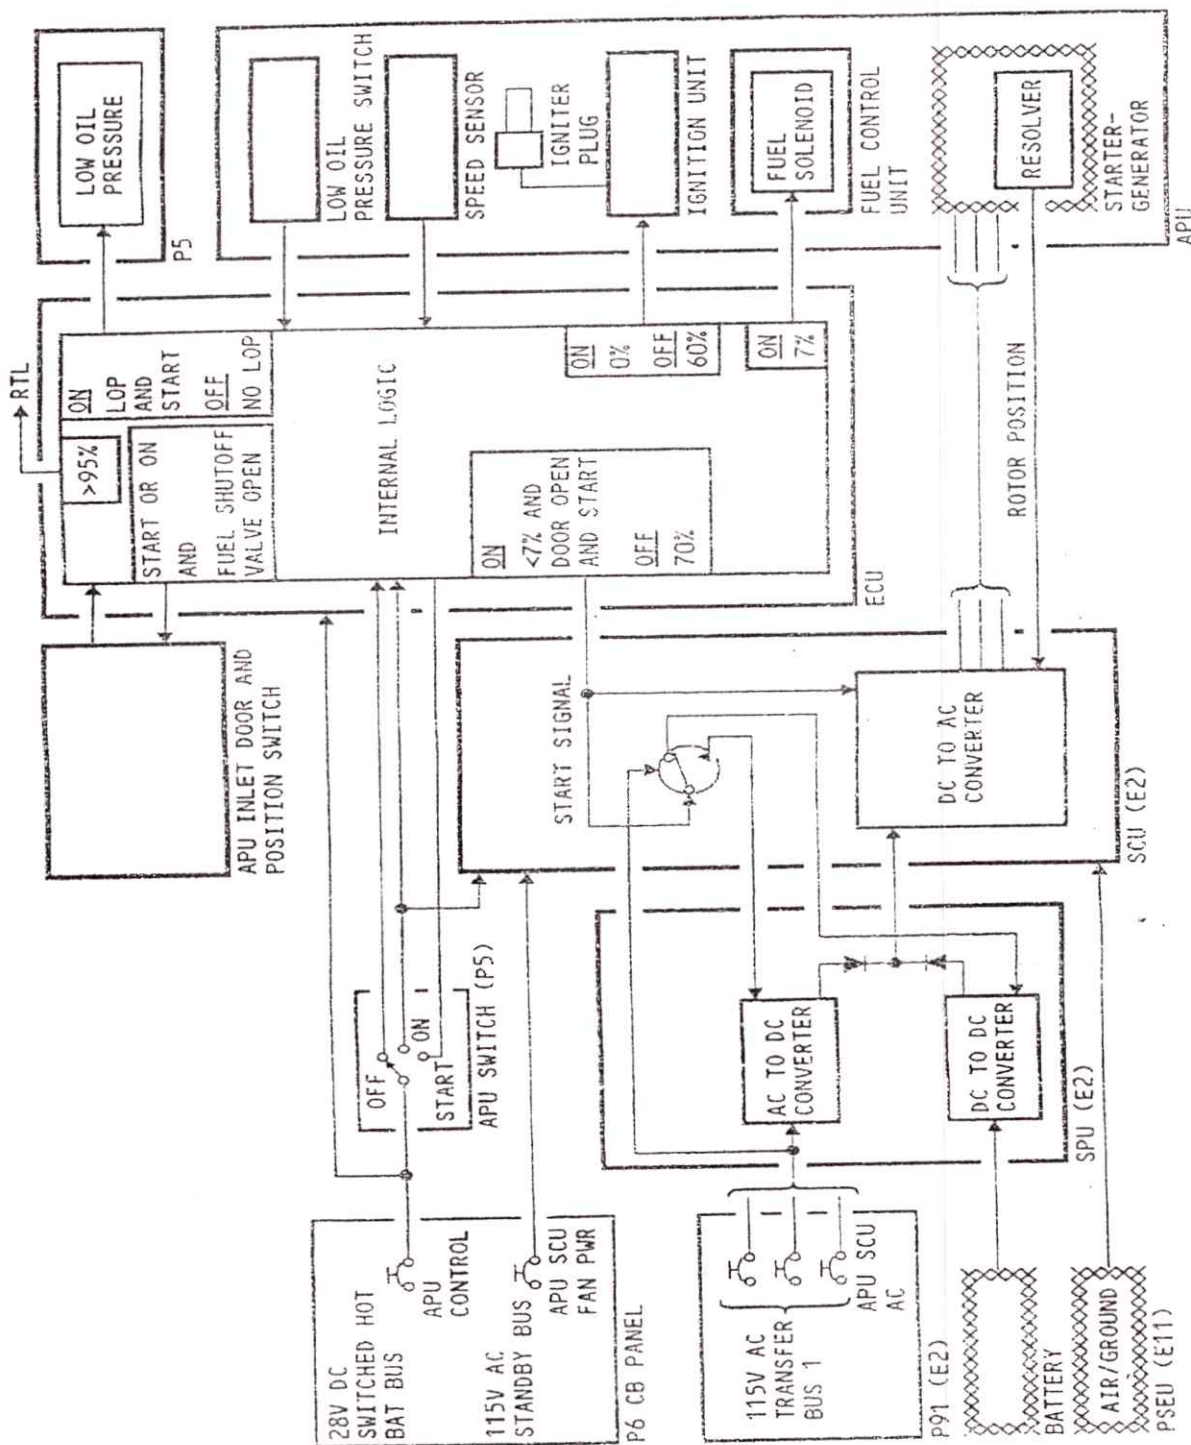 28V DC
SWITCHED HOT
BAT BUS
APU
CONTROL
115V AC
STANDBY BUS
APU SCU
FAN PWR
P6 CB PANEL
115V AC
TRANSFER
BUS 1
APU SCU
AC
P91 (E2)
BATTERY
AIR/GROUND
PSEU (E11)
OFF
ON
START
APU SWITCH (P5)
AC TO DC
CONVERTER
DC TO DC
CONVERTER
SPU (E2)
APU INLET DOOR AND
POSITION SWITCH
START SIGNAL
DC TO AC
CONVERTER
SCU (E2)
RTL
>95%
START OR ON
AND
FUEL SHUTOFF
VALVE OPEN
ON
LOP
AND
START
OFF
NO LOP
INTERNAL LOGIC
ON
<7% AND
DOOR OPEN
AND START
OFF
70%
ON
0%
OFF
60%
ON
7%
ECU
ROTOR POSITION
LOW OIL
PRESSURE
P5
LOW OIL
PRESSURE SWITCH
SPEED SENSOR
IGNITER
PLUG
IGNITION UNIT
FUEL
SOLENOID
FUEL CONTROL
UNIT
RESOLVER
STARTER-
GENERATOR
APU